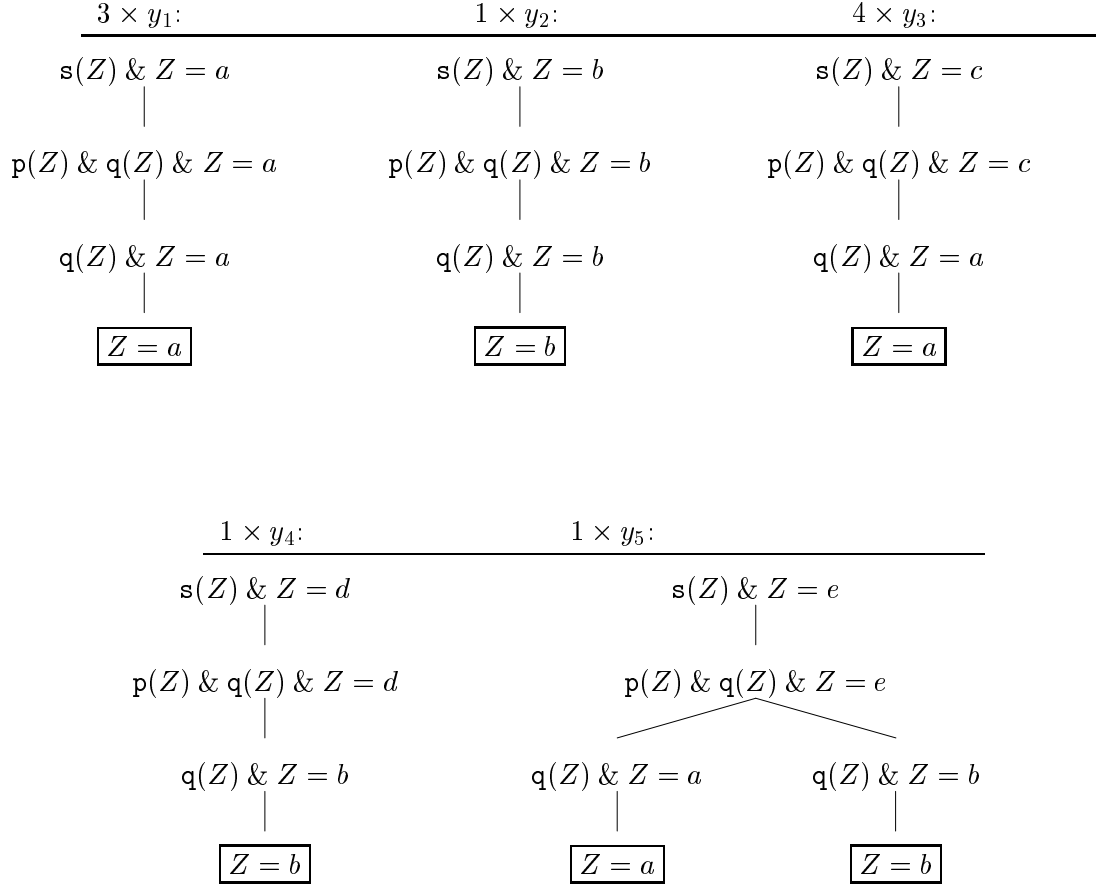 3 × y₁: 1 × y₂: 4 × y₃:
s(Z) & Z = a s(Z) & Z = b s(Z) & Z = c
p(Z) & q(Z) & Z = a p(Z) & q(Z) & Z = b p(Z) & q(Z) & Z = c
q(Z) & Z = a q(Z) & Z = b q(Z) & Z = a
Z = a Z = b Z = a
1 × y₄: 1 × y₅:
s(Z) & Z = d s(Z) & Z = e
p(Z) & q(Z) & Z = d p(Z) & q(Z) & Z = e
q(Z) & Z = b q(Z) & Z = a q(Z) & Z = b
Z = b Z = a Z = b